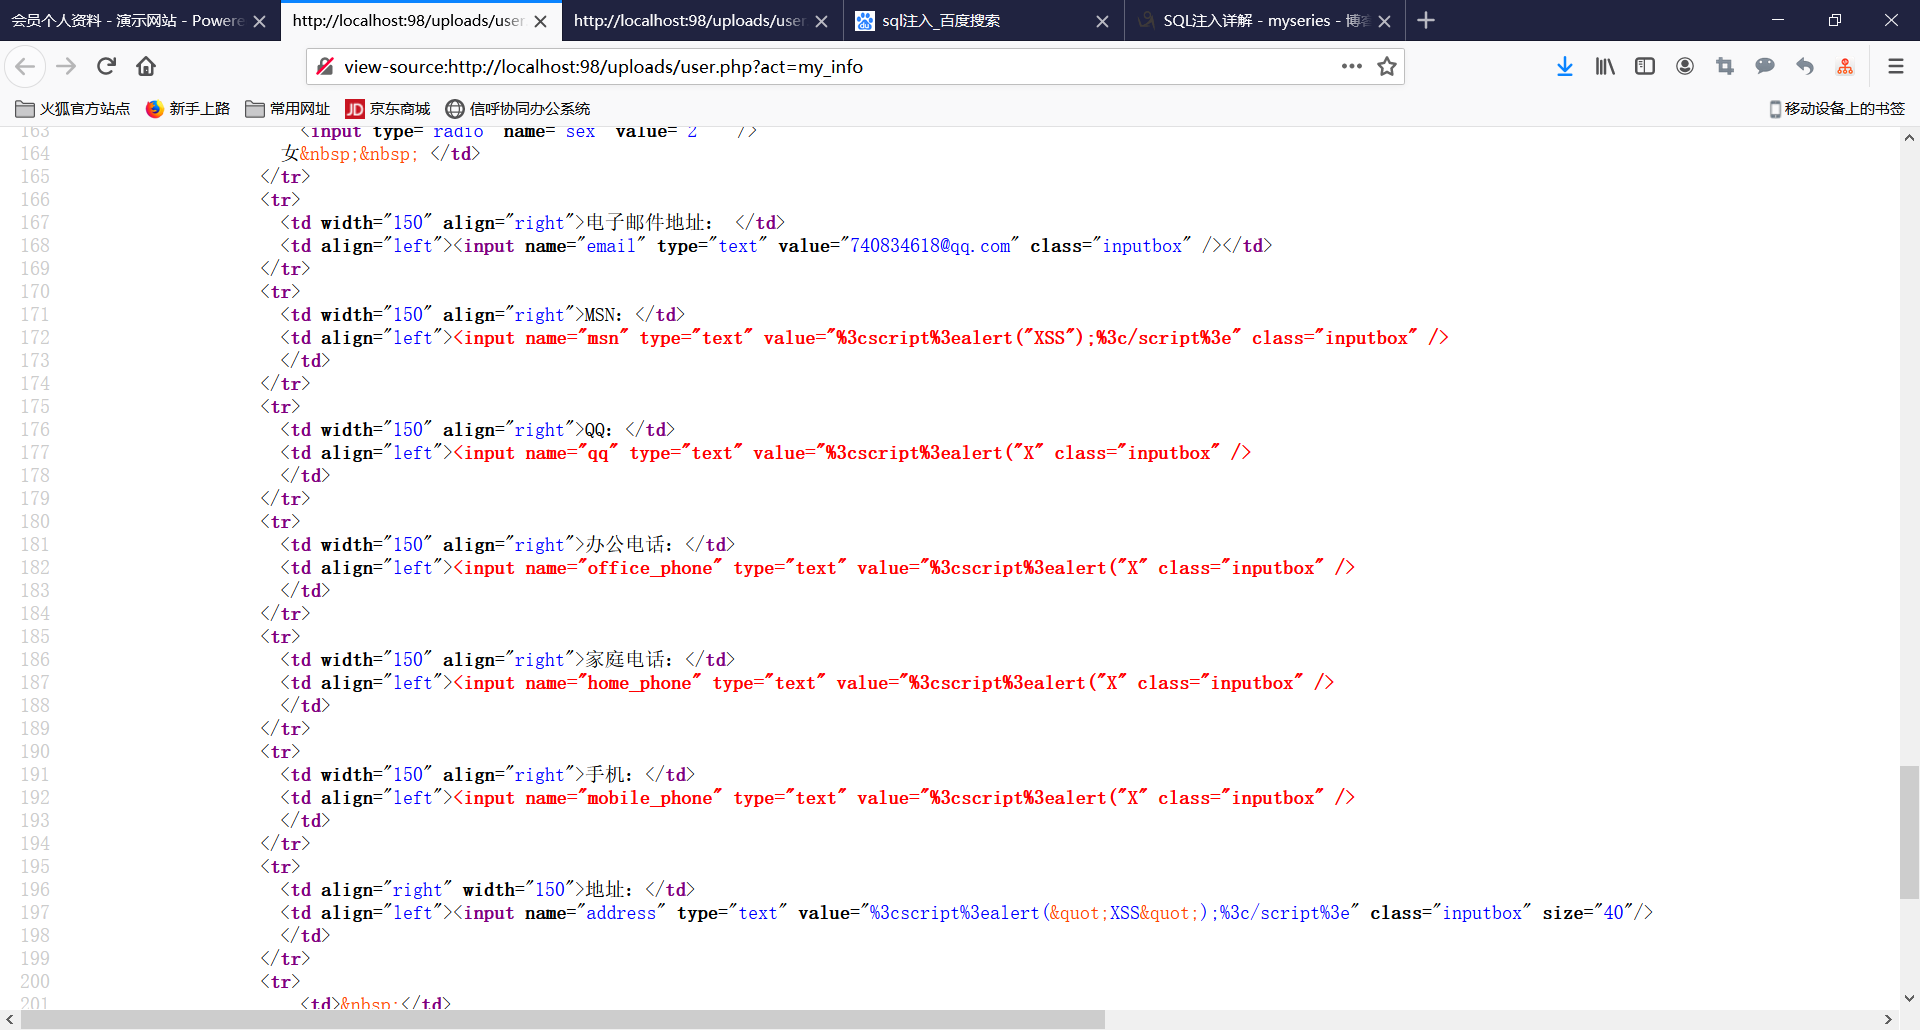 会员个人资料 - 演示网站 - Powere
http://localhost:98/uploads/user
http://localhost:98/uploads/user
sql注入_百度搜索
SQL注入详解 - myseries - 博客
view-source:http://localhost:98/uploads/user.php?act=my_info
火狐官方站点
新手上路
常用网址
JD 京东商城
信呼协同办公系统
移动设备上的书签
163 <input type="radio" name="sex" value="2" />
164 女&nbsp;&nbsp; </td>
165 </tr>
166 <tr>
167 <td width="150" align="right">电子邮件地址： </td>
168 <td align="left"><input name="email" type="text" value="740834618@qq.com" class="inputbox" /></td>
169 </tr>
170 <tr>
171 <td width="150" align="right">MSN：</td>
172 <td align="left"><input name="msn" type="text" value="%3cscript%3ealert("XSS");%3c/script%3e" class="inputbox" />
173 </td>
174 </tr>
175 <tr>
176 <td width="150" align="right">QQ：</td>
177 <td align="left"><input name="qq" type="text" value="%3cscript%3ealert("X" class="inputbox" />
178 </td>
179 </tr>
180 <tr>
181 <td width="150" align="right">办公电话：</td>
182 <td align="left"><input name="office_phone" type="text" value="%3cscript%3ealert("X" class="inputbox" />
183 </td>
184 </tr>
185 <tr>
186 <td width="150" align="right">家庭电话：</td>
187 <td align="left"><input name="home_phone" type="text" value="%3cscript%3ealert("X" class="inputbox" />
188 </td>
189 </tr>
190 <tr>
191 <td width="150" align="right">手机：</td>
192 <td align="left"><input name="mobile_phone" type="text" value="%3cscript%3ealert("X" class="inputbox" />
193 </td>
194 </tr>
195 <tr>
196 <td align="right" width="150">地址：</td>
197 <td align="left"><input name="address" type="text" value="%3cscript%3ealert(&quot;XSS&quot;);%3c/script%3e" class="inputbox" size="40"/>
198 </td>
199 </tr>
200 <tr>
201 <td>&nbsp;</td>